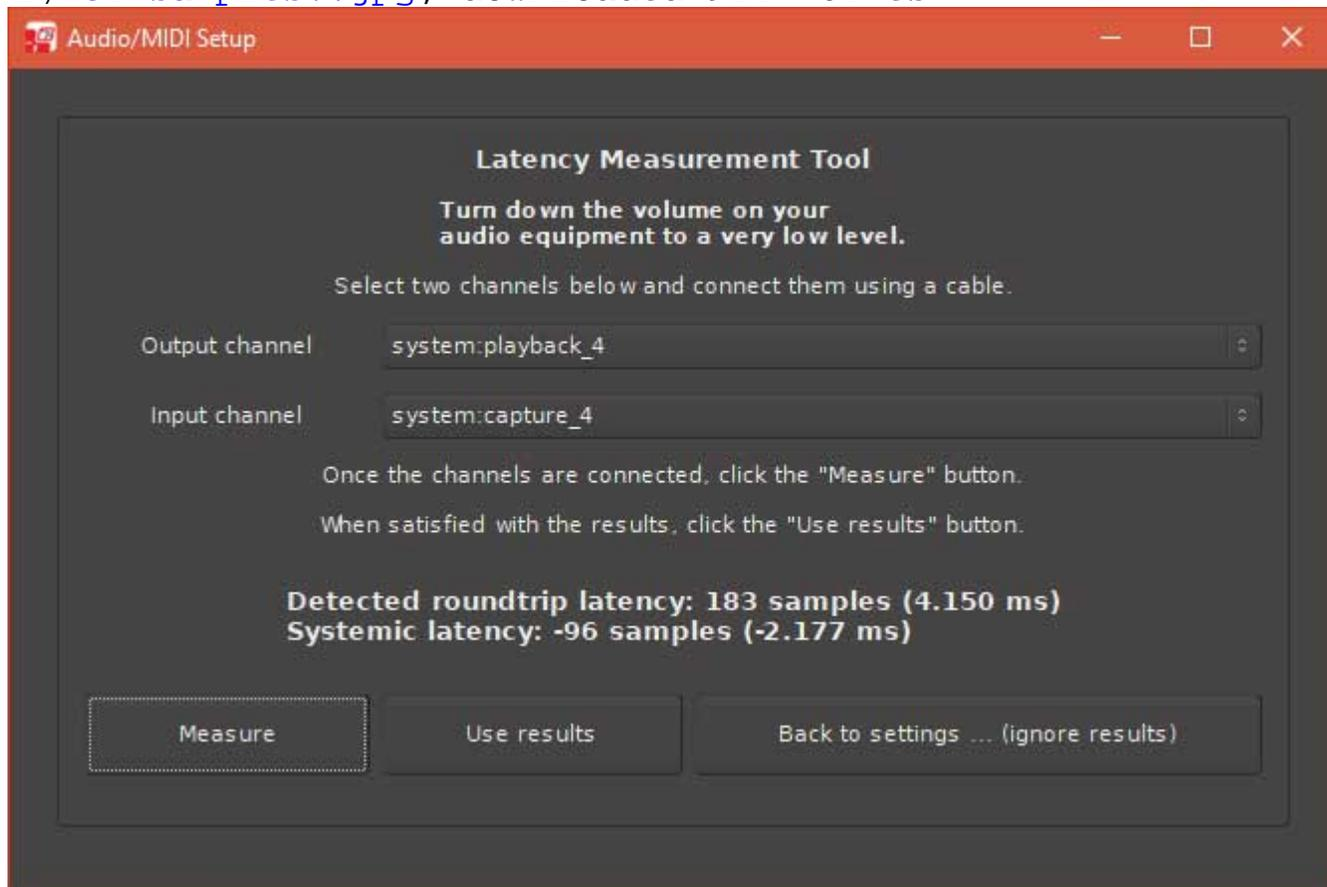 Audio/MIDI Setup
Latency Measurement Tool
Turn down the volume on your
audio equipment to a very low level.
Select two channels below and connect them using a cable.
Output channel system:playback_4
Input channel system:capture_4
Once the channels are connected, click the "Measure" button.
When satisfied with the results, click the "Use results" button.
Detected roundtrip latency: 183 samples (4.150 ms)
Systemic latency: -96 samples (-2.177 ms)
Measure Use results Back to settings ... (ignore results)